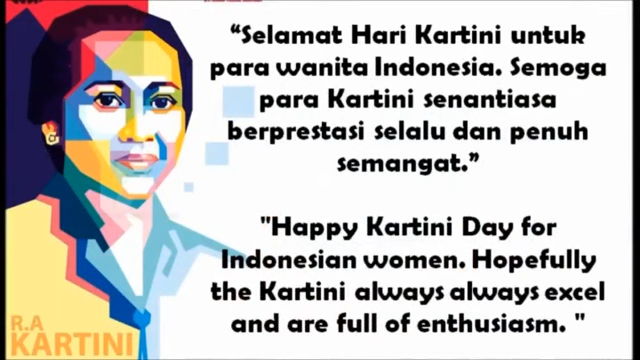 “Selamat Hari Kartini untuk
para wanita Indonesia. Semoga
para Kartini senantiasa
berprestasi selalu dan penuh
semangat.”
"Happy Kartini Day for
Indonesian women. Hopefully
the Kartini always always excel
and are full of enthusiasm. "
R.A
KARTINI